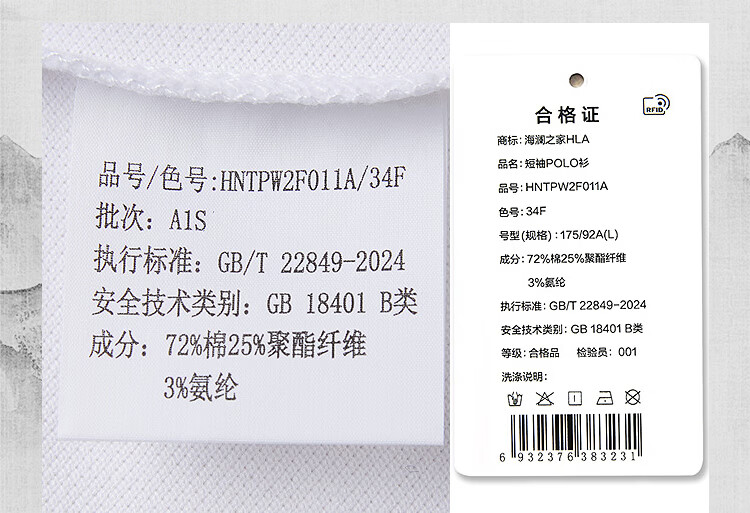 品号/色号:HNTPW2F011A/34F
批次: A1S
执行标准: GB/T 22849-2024
安全技术类别: GB 18401 B类
成分: 72%棉25%聚酯纤维
3%氨纶
RFID
合格证
商标: 海澜之家HLA
品名: 短袖POLO衫
品号: HNTPW2F011A
色号: 34F
号型(规格) : 175/92A(L)
成分: 72%棉25%聚酯纤维
3%氨纶
执行标准: GB/T 22849-2024
安全技术类别: GB 18401 B类
等级: 合格品 检验员: 001
洗涤说明:
6 932376 383231